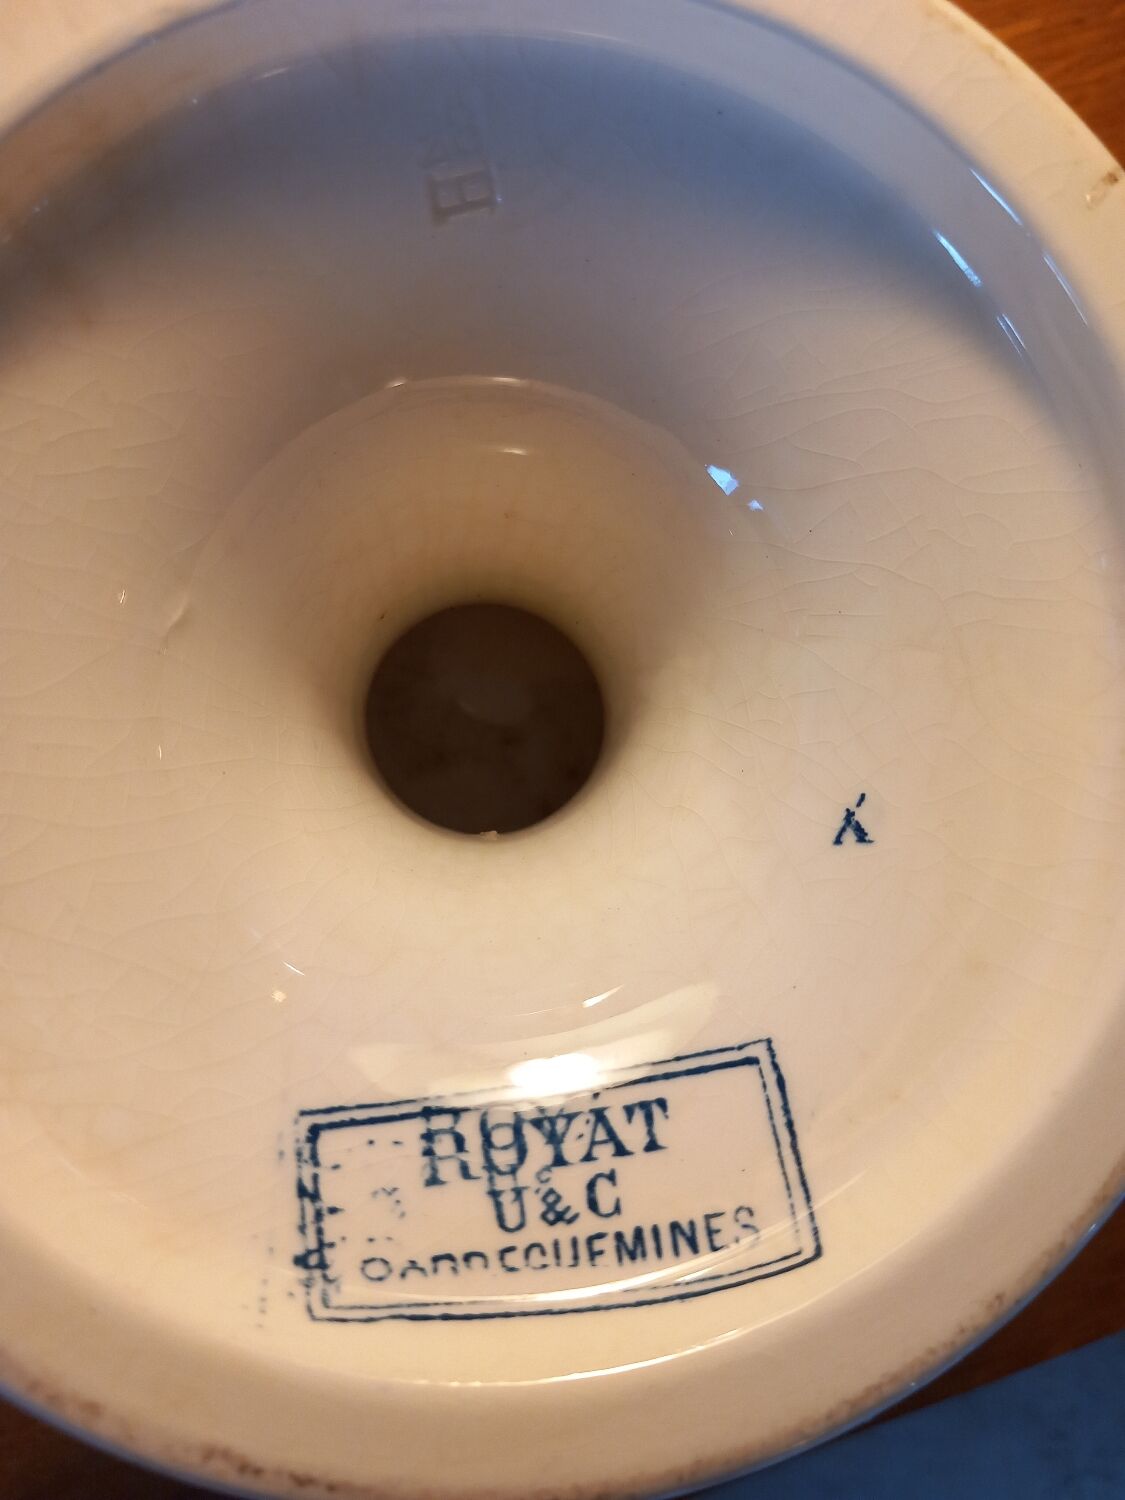 ROYAT
U & C
SARREGUEMINES